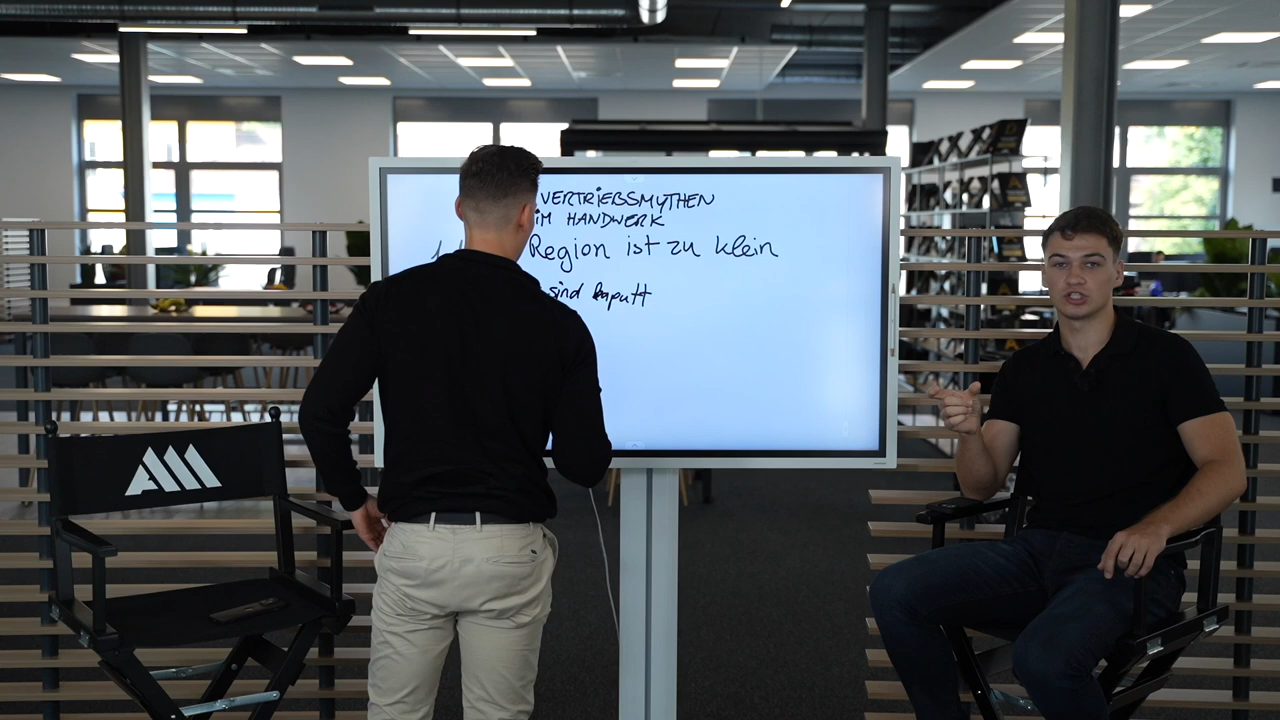 VERTRIEBSMYTHEN
IM HANDWERK
Region ist zu klein
sind kaputt